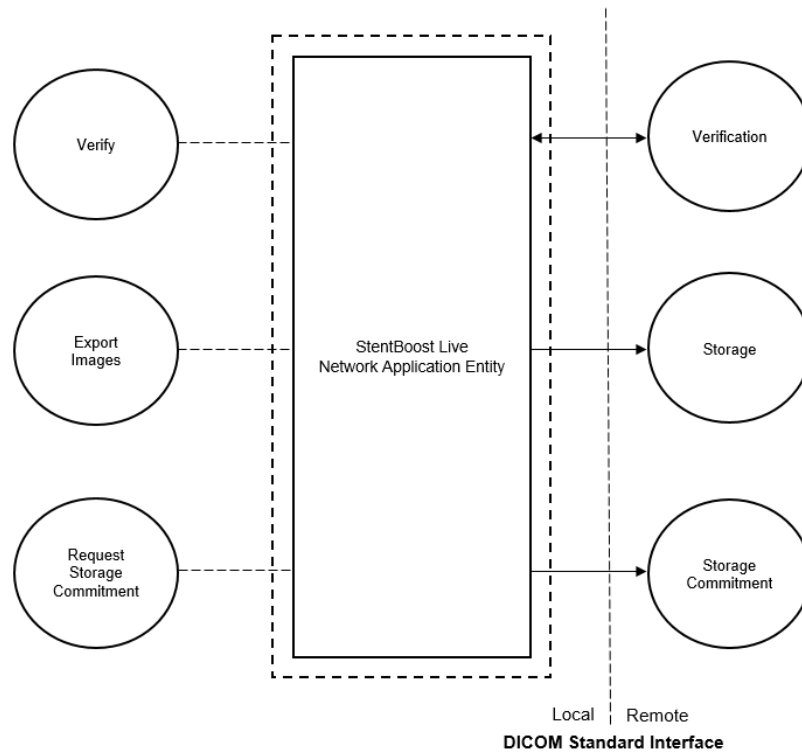 Verify
Verification
Export
Images
StentBoost Live
Network Application Entity
Storage
Request
Storage
Commitment
Storage
Commitment
Local
Remote
DICOM Standard Interface